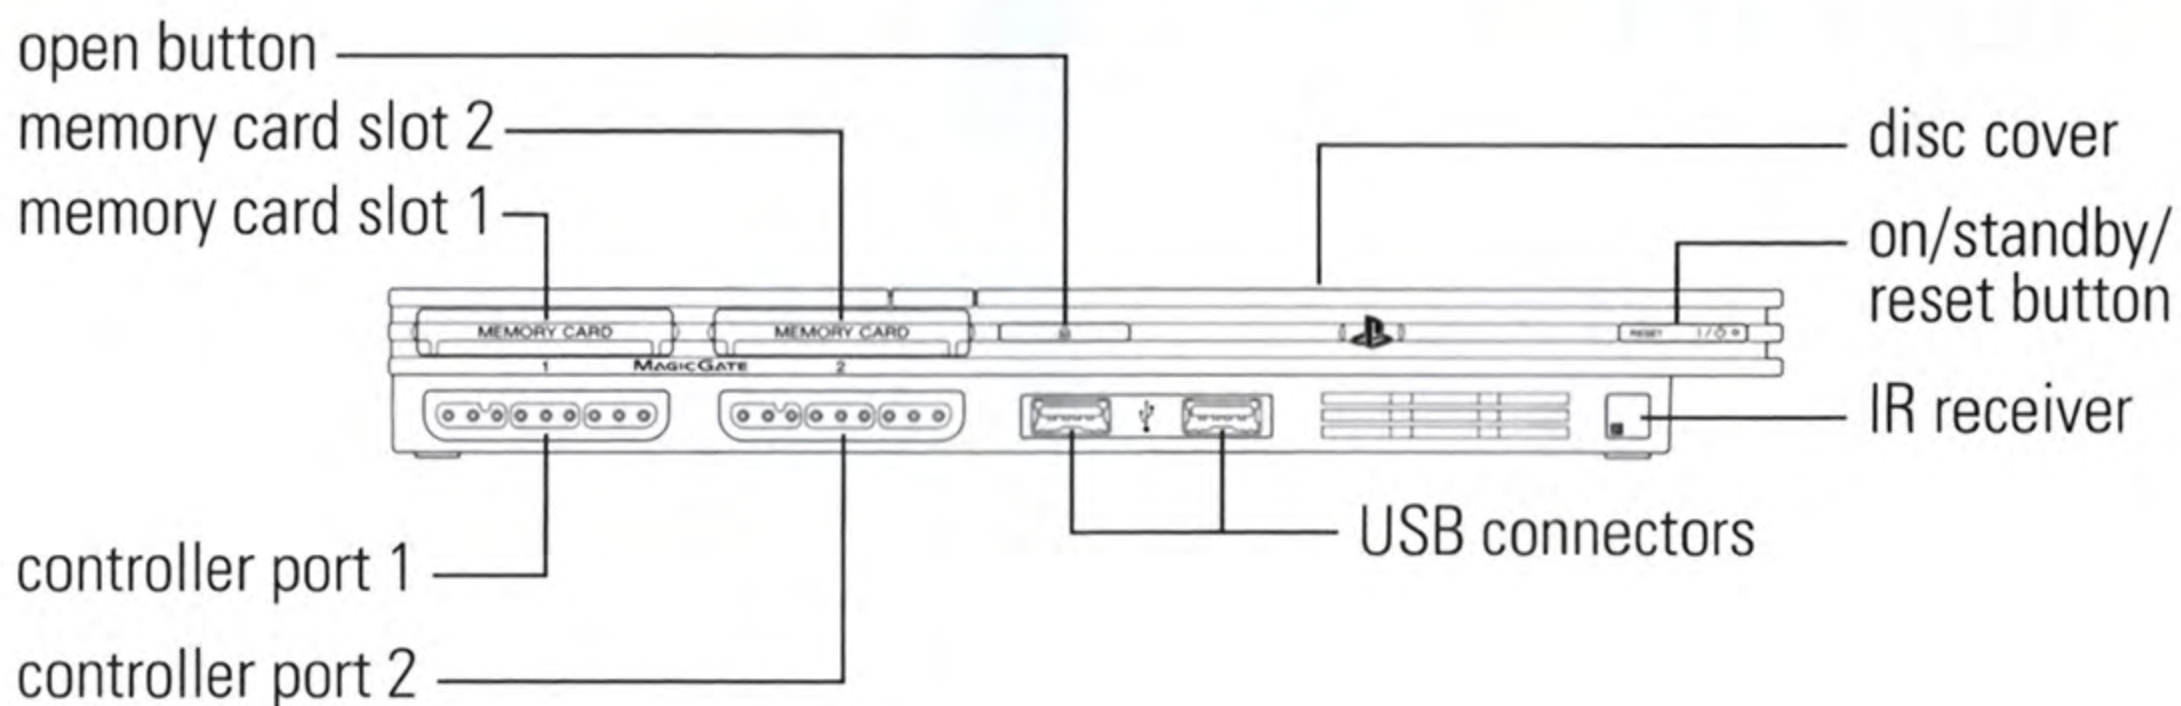 open button
memory card slot 2
memory card slot 1
disc cover
on/standby/
reset button
MEMORY CARD
MEMORY CARD
RESET
1
MAGICGATE
2
IR receiver
USB connectors
controller port 1
controller port 2